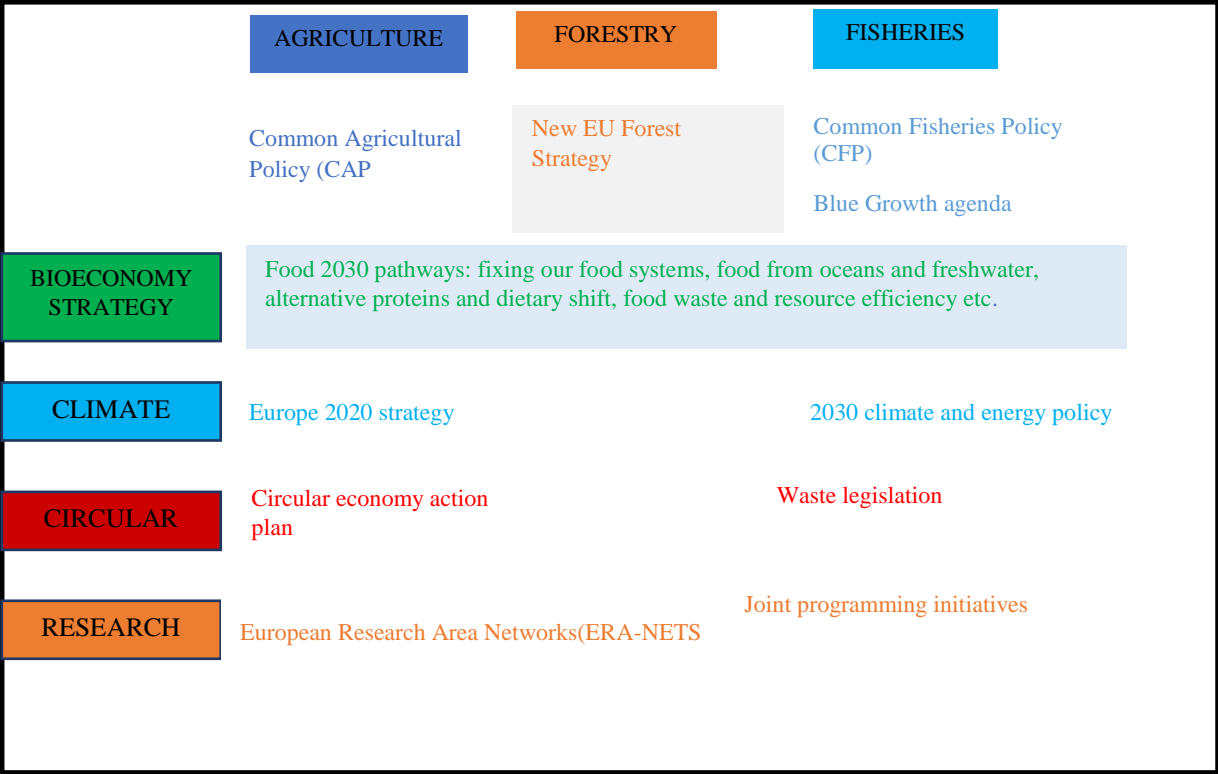 AGRICULTURE
FORESTRY
FISHERIES
Common Agricultural
Policy (CAP
New EU Forest
Strategy
Common Fisheries Policy
(CFP)
Blue Growth agenda
BIOECONOMY
STRATEGY
Food 2030 pathways: fixing our food systems, food from oceans and freshwater,
alternative proteins and dietary shift, food waste and resource efficiency etc.
CLIMATE
Europe 2020 strategy
2030 climate and energy policy
CIRCULAR
Circular economy action
plan
Waste legislation
RESEARCH
European Research Area Networks(ERA-NETS
Joint programming initiatives